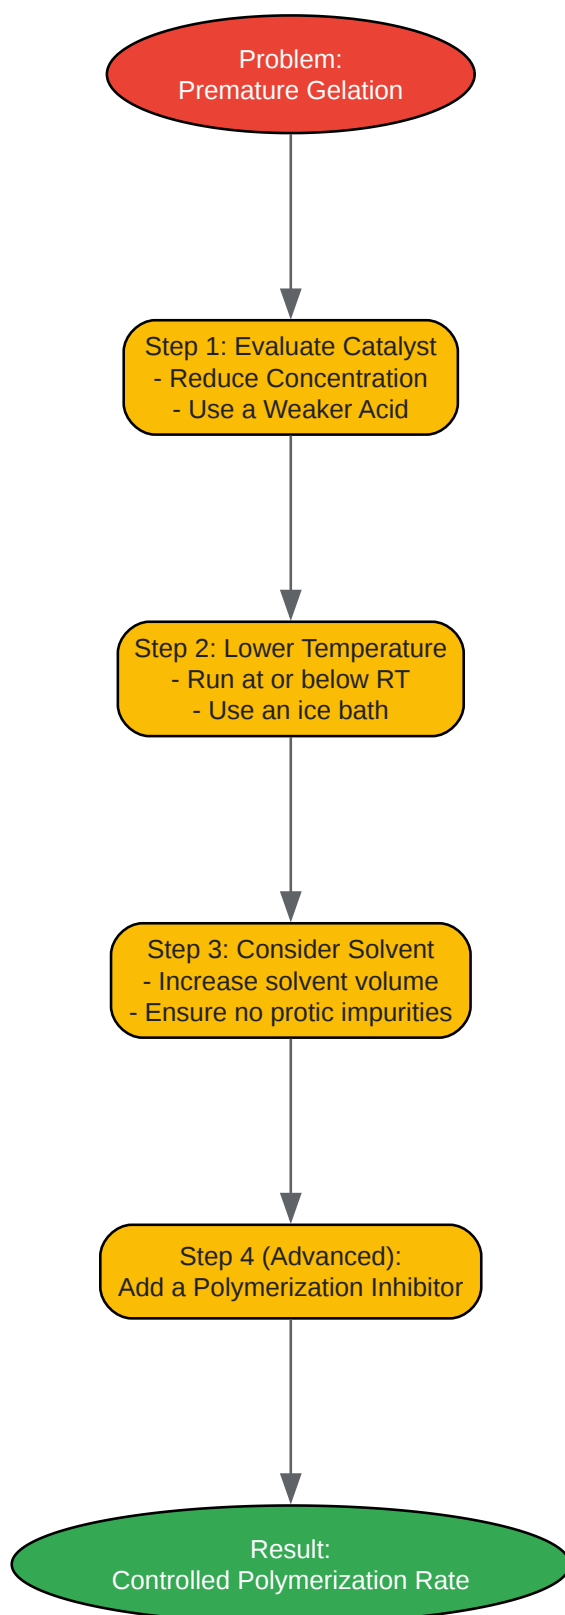 Problem:
Premature Gelation
Step 1: Evaluate Catalyst
- Reduce Concentration
- Use a Weaker Acid
Step 2: Lower Temperature
- Run at or below RT
- Use an ice bath
Step 3: Consider Solvent
- Increase solvent volume
- Ensure no protic impurities
Step 4 (Advanced):
Add a Polymerization Inhibitor
Result:
Controlled Polymerization Rate